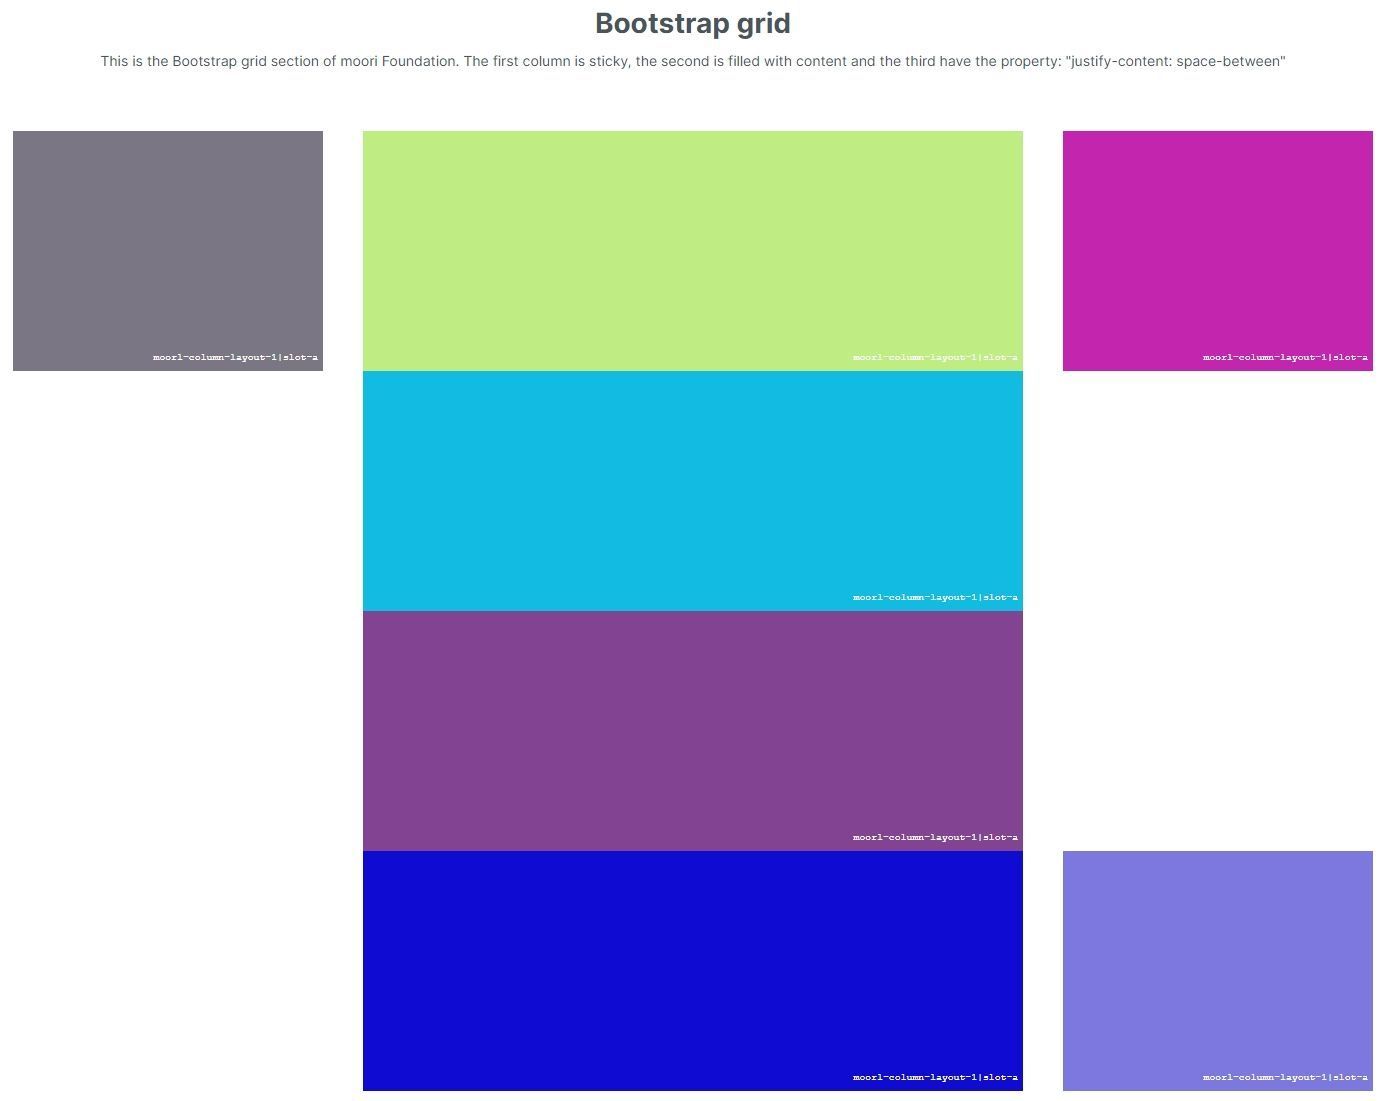 Bootstrap grid
This is the Bootstrap grid section of moori Foundation. The first column is sticky, the second is filled with content and the third have the property: "justify-content: space-between"
moorl-column-layout-1|slot-a
moorl-column-layout-1|slot-a
moorl-column-layout-1|slot-a
moorl-column-layout-1|slot-a
moorl-column-layout-1|slot-a
moorl-column-layout-1|slot-a
moorl-column-layout-1|slot-a